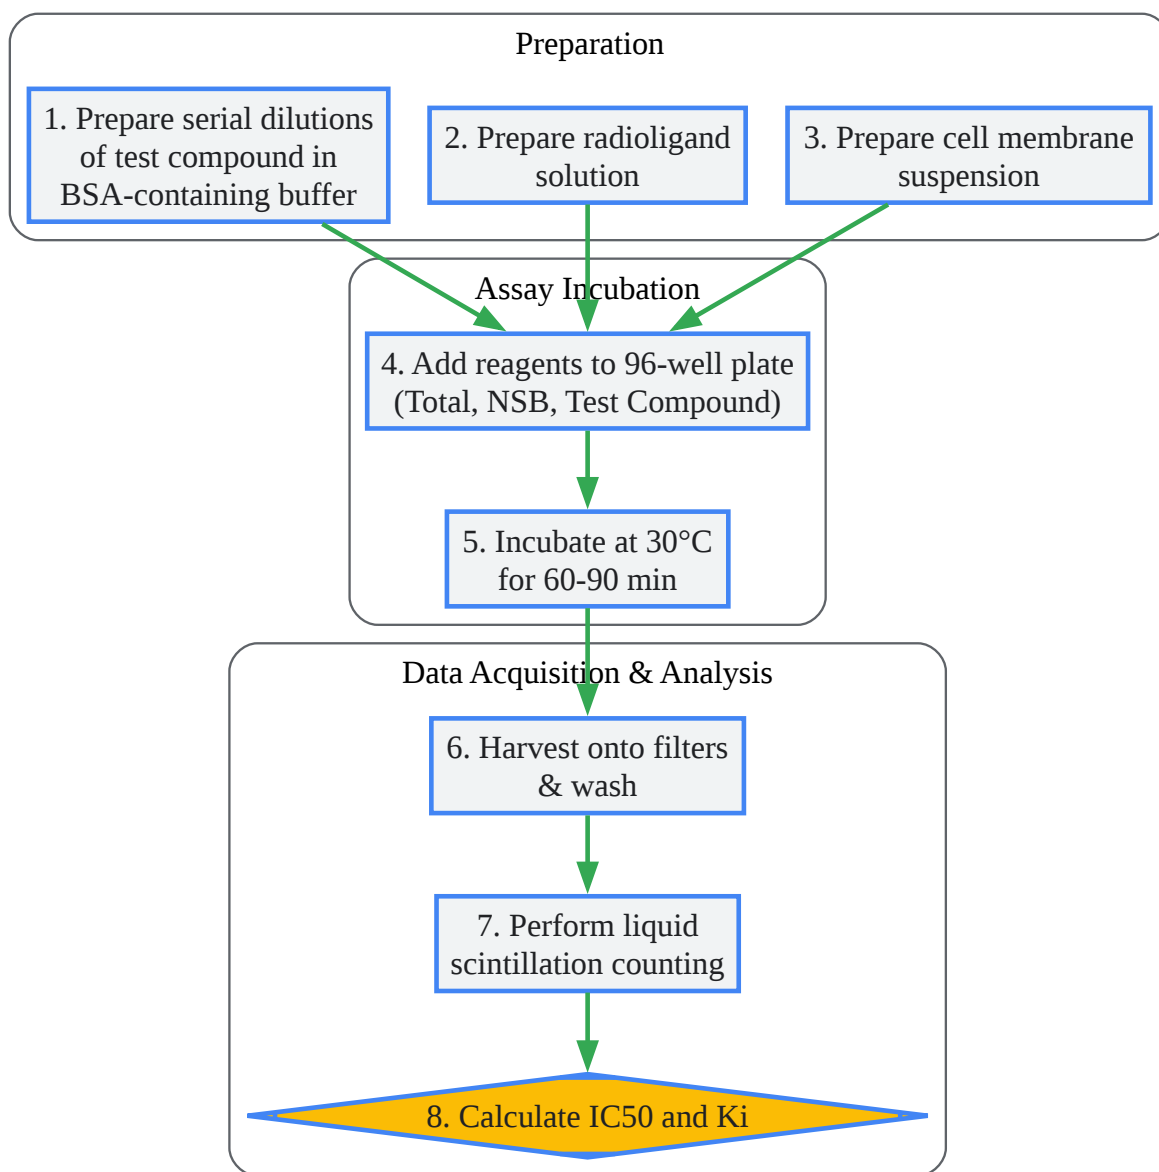 Preparation
1. Prepare serial dilutions
of test compound in
BSA-containing buffer
2. Prepare radioligand
solution
3. Prepare cell membrane
suspension
Assay Incubation
4. Add reagents to 96-well plate
(Total, NSB, Test Compound)
5. Incubate at 30°C
for 60-90 min
Data Acquisition & Analysis
6. Harvest onto filters
& wash
7. Perform liquid
scintillation counting
8. Calculate IC50 and Ki